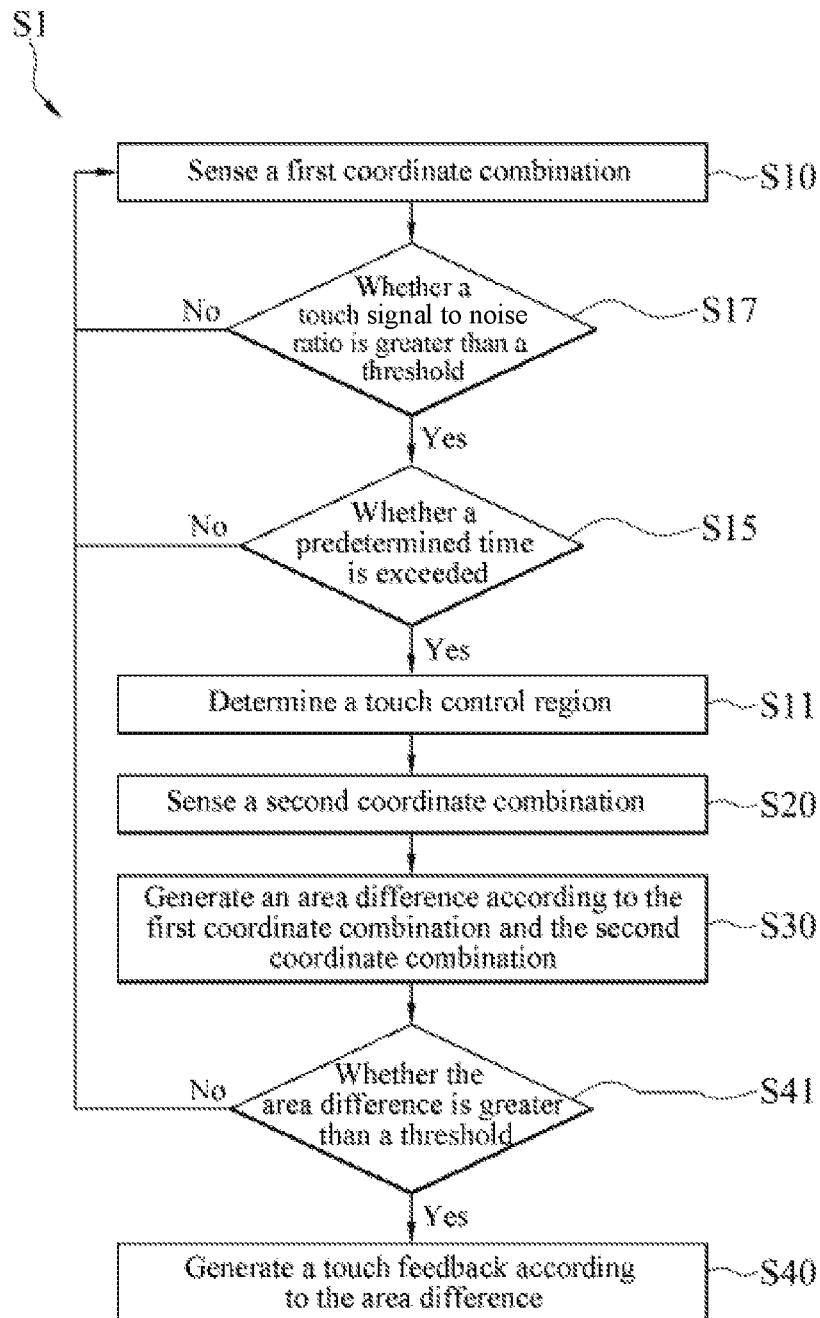 S1
Sense a first coordinate combination
S10
Whether a
touch signal to noise
ratio is greater than a
threshold
S17
No
Yes
Whether a
predetermined time
is exceeded
S15
No
Yes
Determine a touch control region
S11
Sense a second coordinate combination
S20
Generate an area difference according to the
first coordinate combination and the second
coordinate combination
S30
Whether the
area difference is greater
than a threshold
S41
No
Yes
Generate a touch feedback according
to the area difference
S40